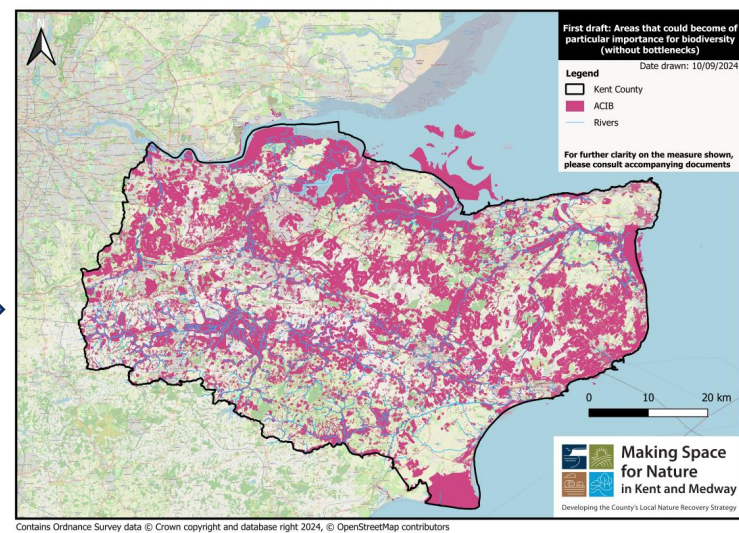 First draft: Areas that could become of
particular importance for biodiversity
(without bottlenecks)
Date drawn: 10/09/2024
Legend
Kent County
ACIB
Rivers
For further clarity on the measure shown,
please consult accompanying documents
0 10 20 km
Making Space
for Nature
in Kent and Medway
Developing the County's Local Nature Recovery Strategy
Contains Ordnance Survey data © Crown copyright and database right 2024, © OpenStreetMap contributors